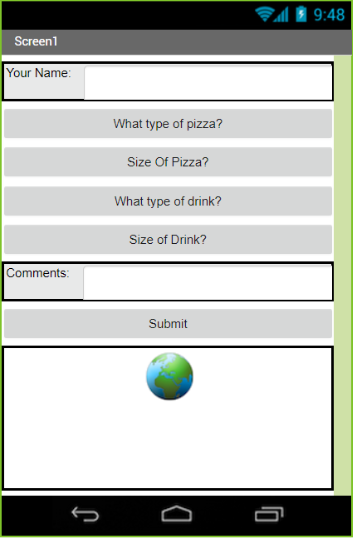 9:48
Screen1
Your Name:
What type of pizza?
Size Of Pizza?
What type of drink?
Size of Drink?
Comments:
Submit